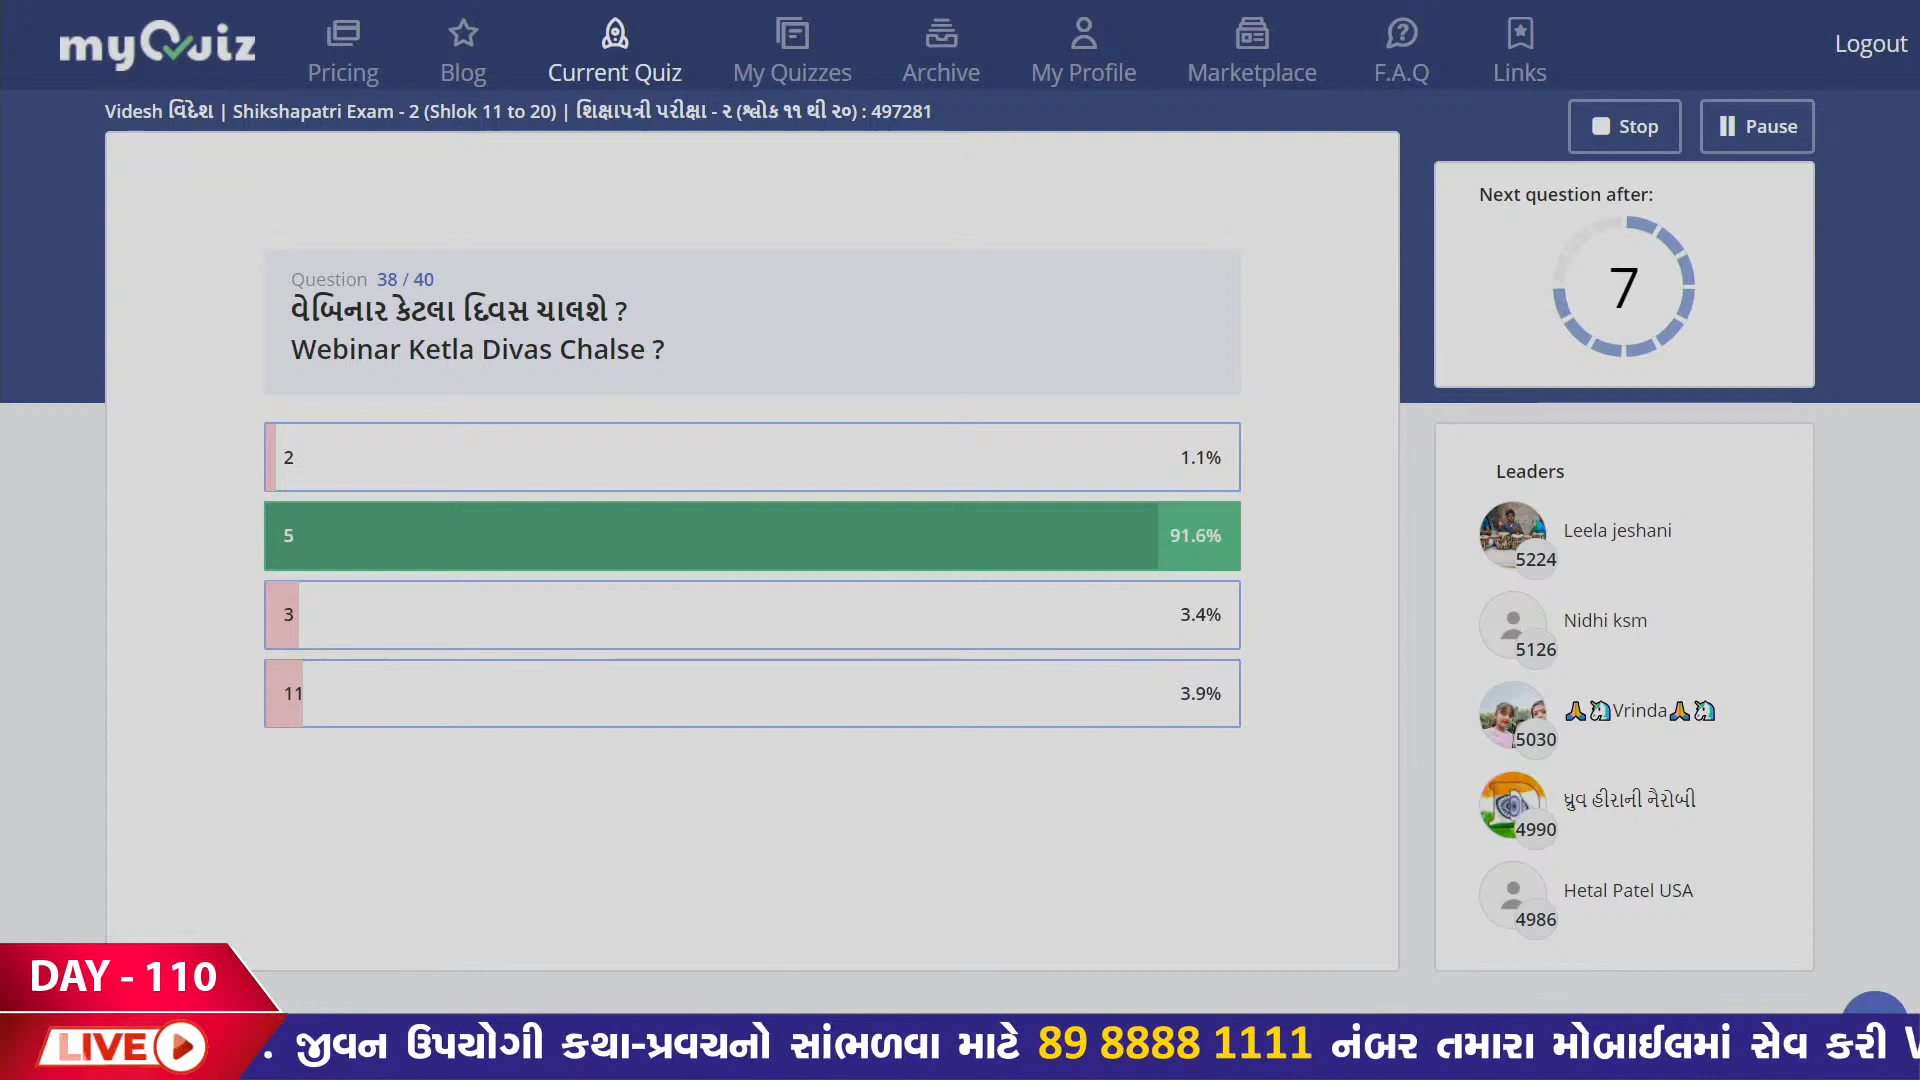 myQuiz
Pricing
Blog
Current Quiz
My Quizzes
Archive
My Profile
Marketplace
F.A.Q
Links
Logout
Videsh વિદેશ | Shikshapatri Exam - 2 (Shlok 11 to 20) | શિક્ષાપત્રી પરીક્ષા - ૨ (શ્લોક ૧૧ થી ૨૦) : 497281
Stop
Pause
Next question after:
7
Question 38 / 40
વેબિનાર કેટલા દિવસ ચાલશે ?
Webinar Ketla Divas Chalse ?
2 1.1%
5 91.6%
3 3.4%
11 3.9%
Leaders
Leela jeshani
5224
Nidhi ksm
5126
🙏🦄Vrinda🙏🦄
5030
ધ્રુવ હીરાની નૈરોબી
4990
Hetal Patel USA
4986
DAY - 110
LIVE
. જીવન ઉપયોગી કથા-પ્રવચનો સાંભળવા માટે 89 8888 1111 નંબર તમારા મોબાઈલમાં સેવ કરી